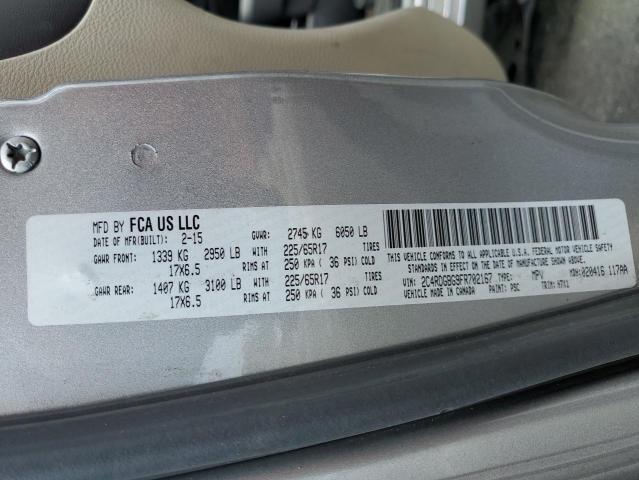 MFD BY FCA US LLC
DATE OF MFR(BUILT): 2-15 GVWR: 2745 KG 6050 LB
GAWR FRONT: 1339 KG 2950 LB WITH 225/65R17 TIRES
17X6.5 RIMS AT 250 KPA ( 36 PSI) COLD
GAWR REAR: 1407 KG 3100 LB WITH 225/65R17 TIRES
17X6.5 RIMS AT 250 KPA ( 36 PSI) COLD
THIS VEHICLE CONFORMS TO ALL APPLICABLE U.S.A. FEDERAL MOTOR VEHICLE SAFETY
STANDARDS IN EFFECT ON THE DATE OF MANUFACTURE SHOWN ABOVE.
VIN: 2C4RDGBG9FR702167 TYPE: MPV MDH: 020416 117AA
VEHICLE MADE IN CANADA PAINT: PSC TRIM: